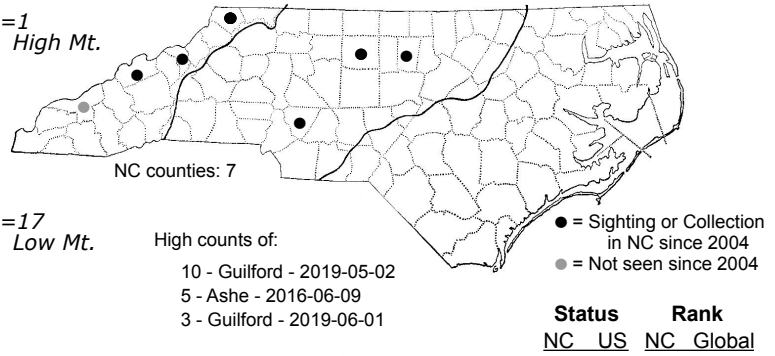 =1
High Mt.
NC counties: 7
=17
Low Mt.
High counts of:
10 - Guilford - 2019-05-02
5 - Ashe - 2016-06-09
3 - Guilford - 2019-06-01
= Sighting or Collection
in NC since 2004
= Not seen since 2004
Status Rank
NC US NC Global